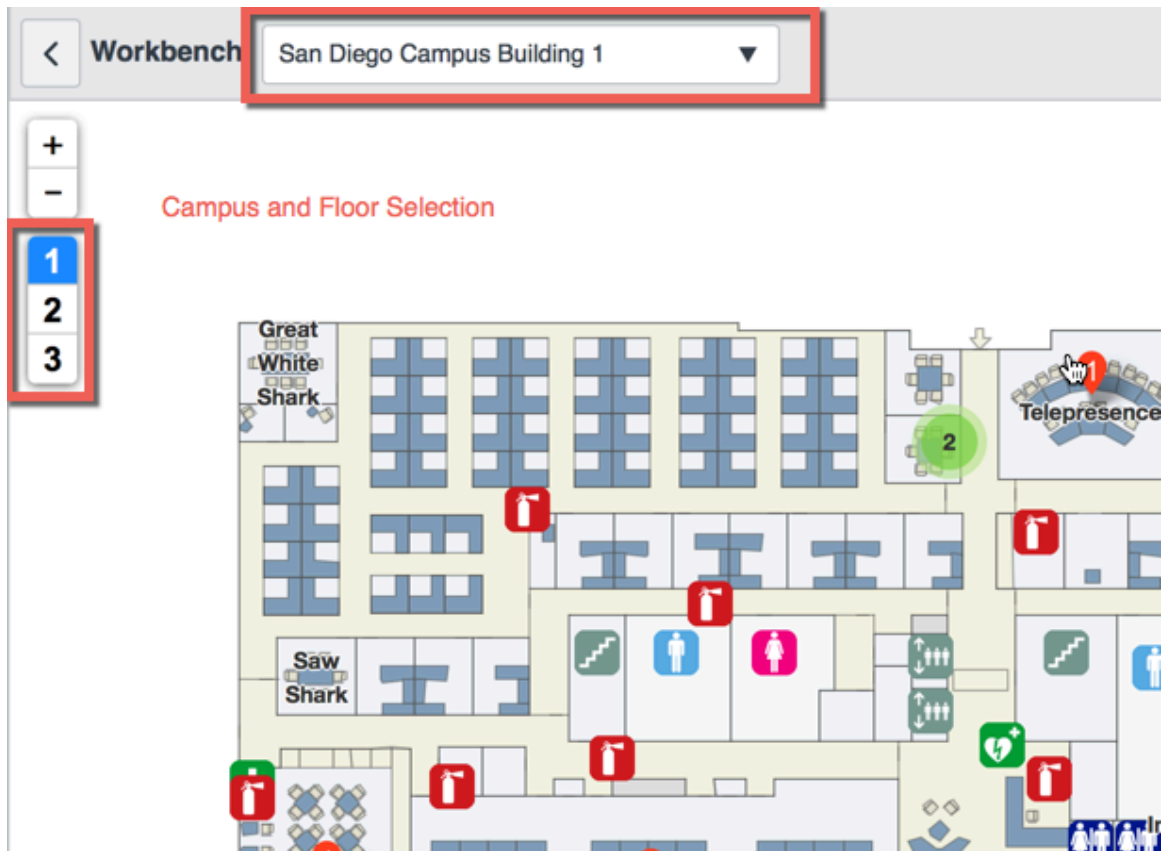 Workbench
San Diego Campus Building 1
+
−
Campus and Floor Selection
1
2
3
Great
White
Shark
1
Telepresence
2
Saw
Shark